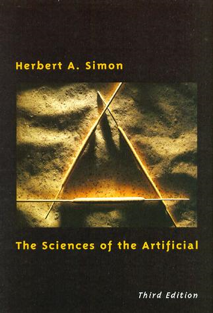 Herbert A. Simon
The Sciences of the Artificial
Third Edition